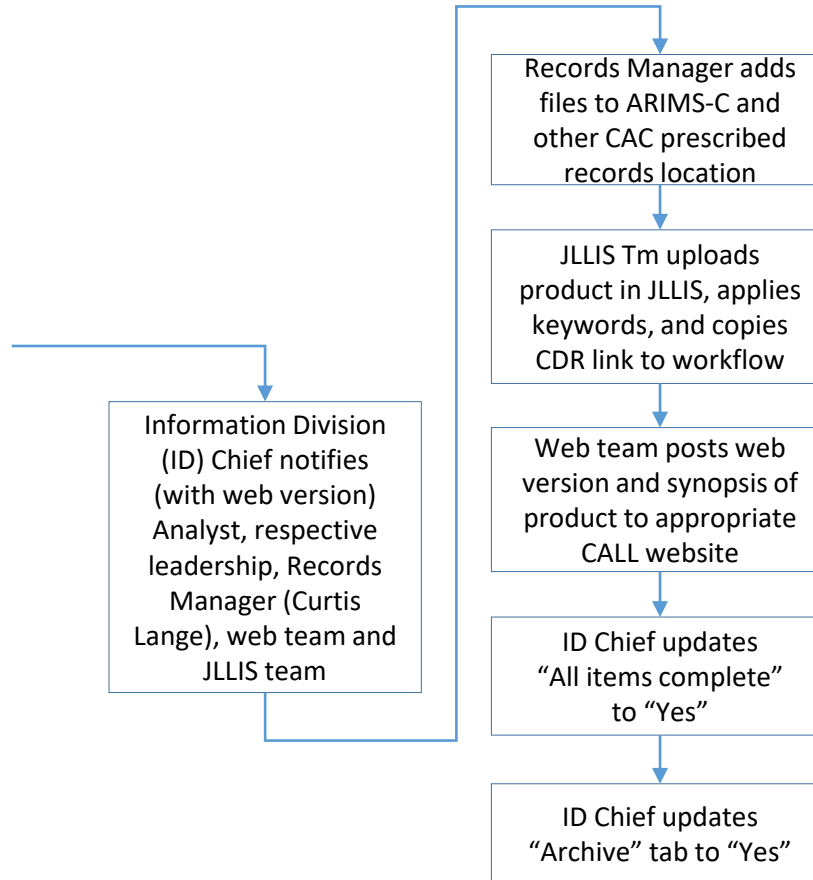 Information Division
(ID) Chief notifies
(with web version)
Analyst, respective
leadership, Records
Manager (Curtis
Lange), web team and
JLLIS team
Records Manager adds
files to ARIMS-C and
other CAC prescribed
records location
JLLIS Tm uploads
product in JLLIS, applies
keywords, and copies
CDR link to workflow
Web team posts web
version and synopsis of
product to appropriate
CALL website
ID Chief updates
“All items complete”
to “Yes”
ID Chief updates
“Archive” tab to “Yes”